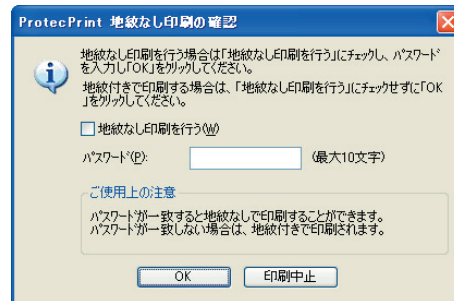 ProtecPrint 地紋なし印刷の確認
地紋なし印刷を行う場合は「地紋なし印刷を行う」にチェックし、パスワード
を入力し「OK」をクリックしてください。
地紋付きで印刷する場合は、「地紋なし印刷を行う」にチェックせずに「OK
」をクリックしてください。
地紋なし印刷を行う(W)
パスワード(P):
(最大10文字)
ご使用上の注意
パスワードが一致すると地紋なしで印刷することができます。
パスワードが一致しない場合は、地紋付きで印刷されます。
OK
印刷中止